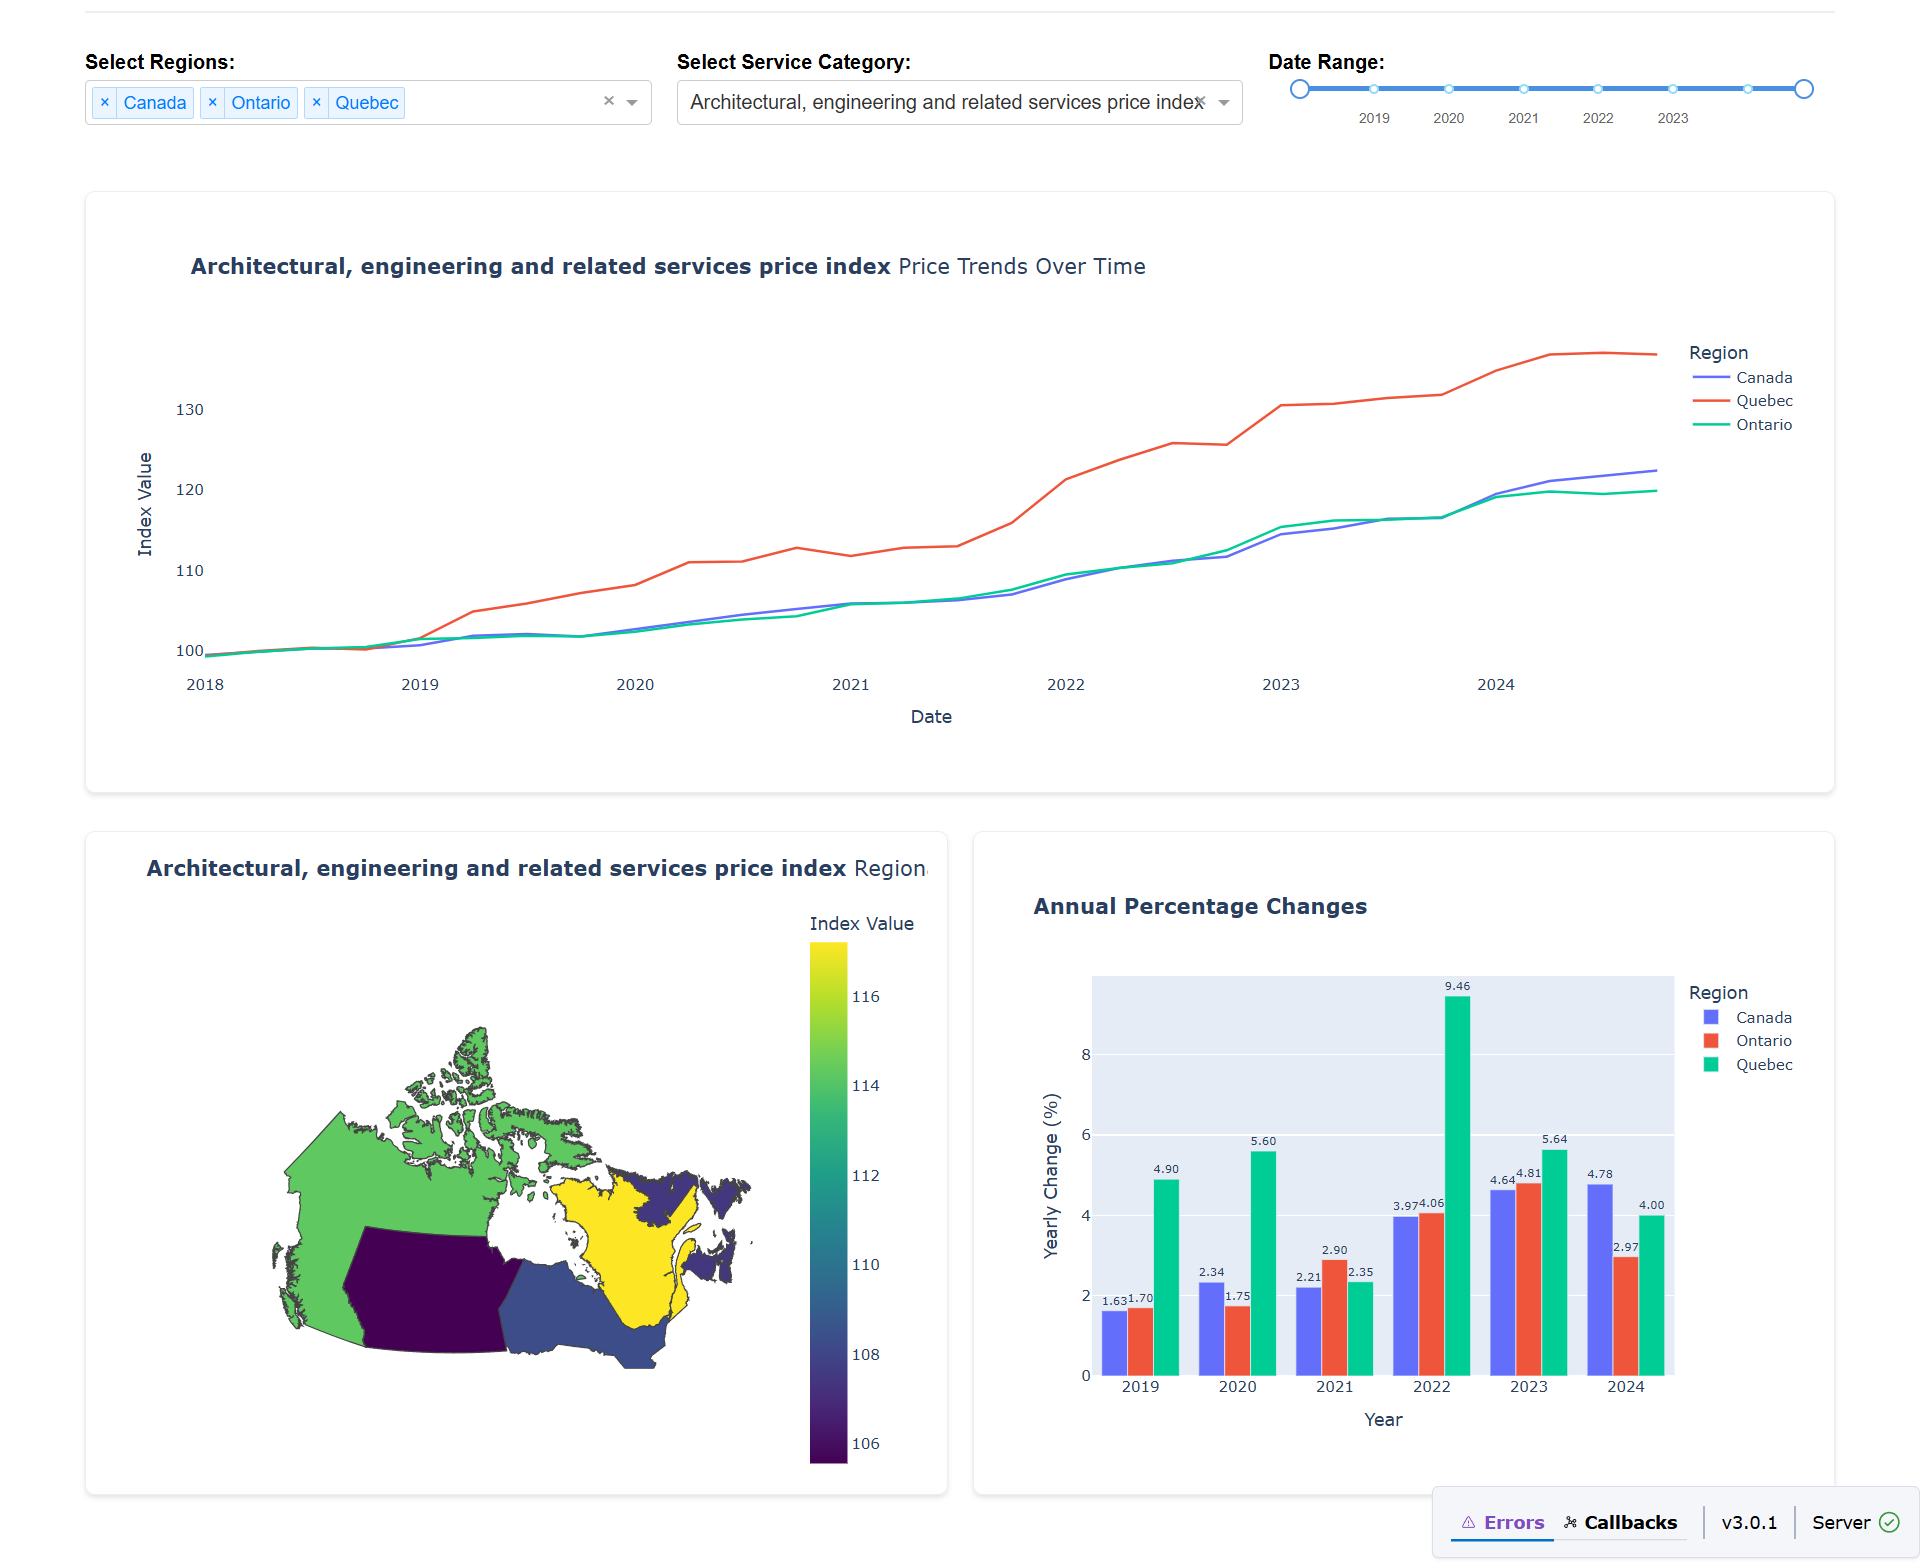 Select Regions:
× Canada × Ontario × Quebec ×
Select Service Category:
Architectural, engineering and related services price index ×
Date Range:
2019 2020 2021 2022 2023
Architectural, engineering and related services price index Price Trends Over Time
Index Value
130
120
110
100
2018 2019 2020 2021 2022 2023 2024
Date
Region
Canada
Quebec
Ontario
Architectural, engineering and related services price index Region
Index Value
116
114
112
110
108
106
Annual Percentage Changes
Yearly Change (%)
8
6
4
2
0
1.63 1.70 4.90
2.34 1.75 5.60
2.21 2.90 2.35
3.97 4.06 9.46
4.64 4.81 5.64
4.78 2.97 4.00
2019 2020 2021 2022 2023 2024
Year
Region
Canada
Ontario
Quebec
Errors Callbacks v3.0.1 Server